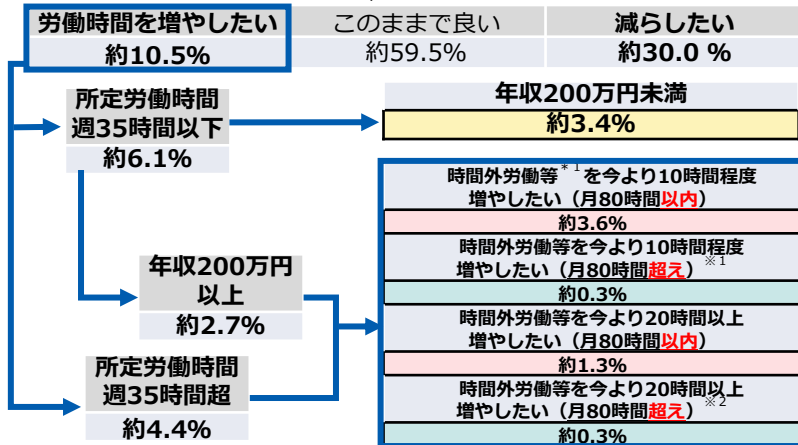 労働時間を増やしたい
約10.5%
このままで良い
約59.5%
減らしたい
約30.0 %
所定労働時間
週35時間以下
約6.1%
年収200万円未満
約3.4%
時間外労働等＊１を今より10時間程度
増やしたい（月80時間以内）
約3.6%
時間外労働等を今より10時間程度
増やしたい（月80時間超え）※１
約0.3%
時間外労働等を今より20時間以上
増やしたい（月80時間以内）
約1.3%
時間外労働等を今より20時間以上
増やしたい（月80時間超え）※２
約0.3%
年収200万円
以上
約2.7%
所定労働時間
週35時間超
約4.4%